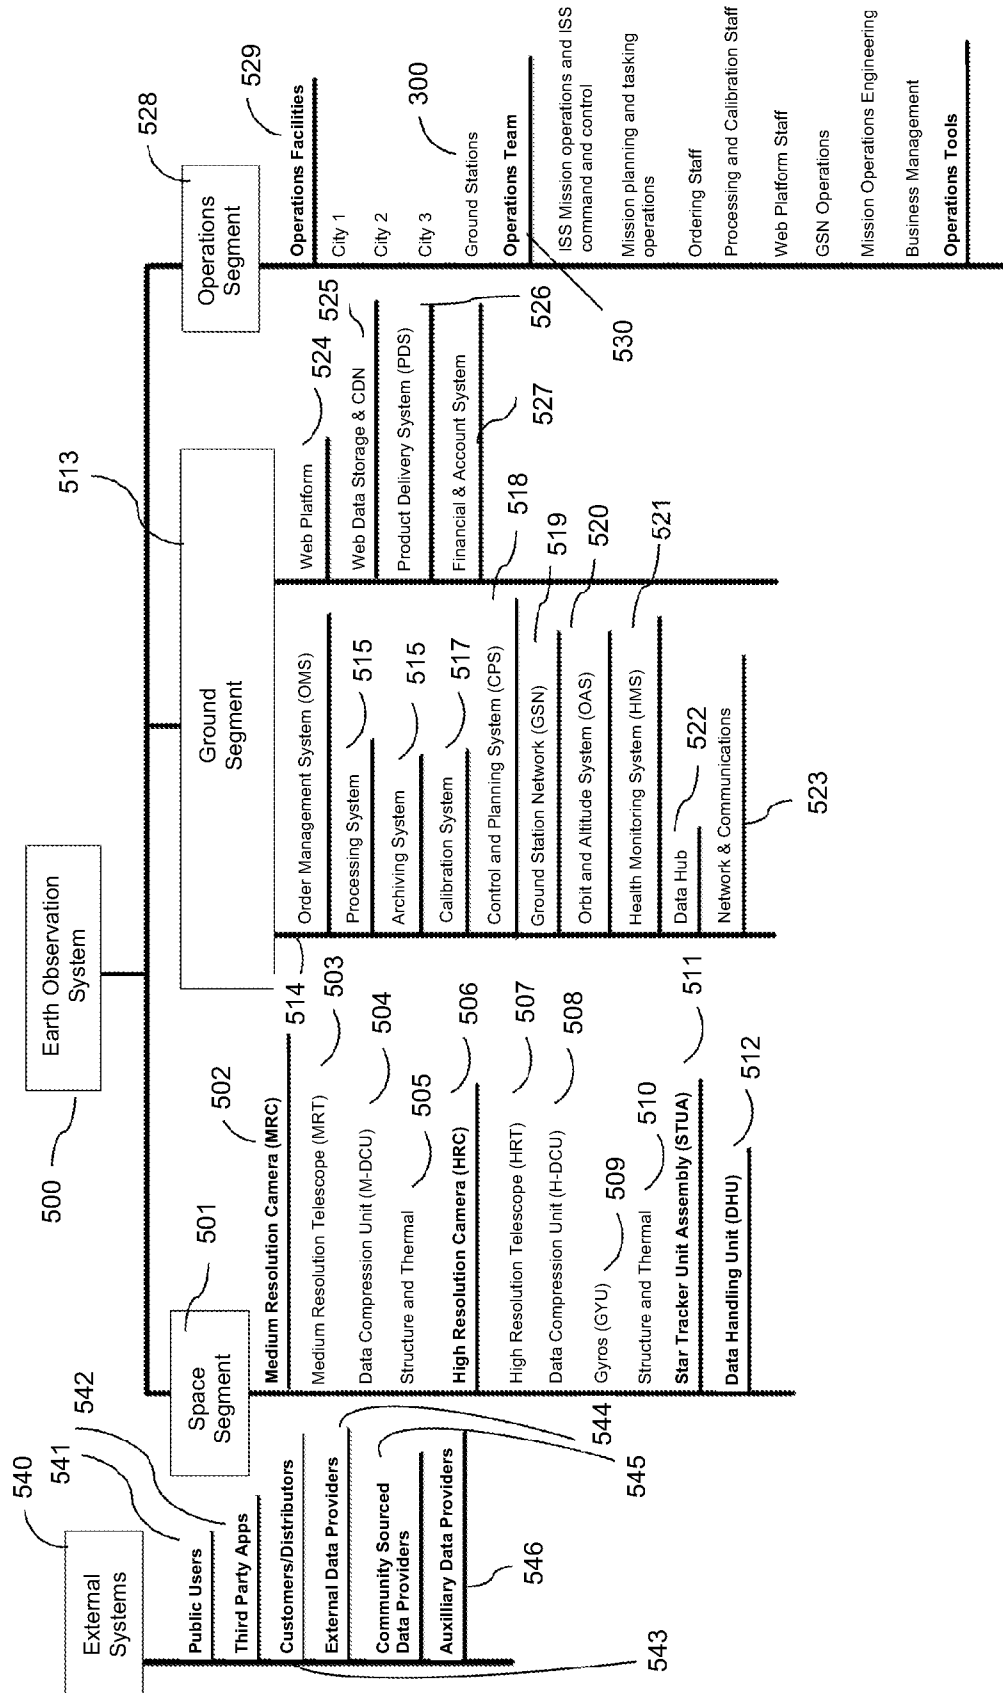 Earth Observation
System
500
External
Systems
540
Public Users
541
Third Party Apps
542
Customers/Distributors
543
External Data Providers
544
Community Sourced
Data Providers
545
Auxilliary Data Providers
546
Space
Segment
501
Medium Resolution Camera (MRC)
502
Medium Resolution Telescope (MRT)
503
Data Compression Unit (M-DCU)
504
Structure and Thermal
505
High Resolution Camera (HRC)
506
High Resolution Telescope (HRT)
507
Data Compression Unit (H-DCU)
508
Gyros (GYU)
509
Structure and Thermal
510
Star Tracker Unit Assembly (STUA)
511
Data Handling Unit (DHU)
512
Ground
Segment
513
Order Management System (OMS)
514
Processing System
515
Archiving System
515
Calibration System
517
Control and Planning System (CPS)
518
Ground Station Network (GSN)
519
Orbit and Altitude System (OAS)
520
Health Monitoring System (HMS)
521
Data Hub
522
Network & Communications
523
Web Platform
524
Web Data Storage & CDN
525
Product Delivery System (PDS)
526
Financial & Account System
527
Operations
Segment
528
Operations Facilities
529
City 1
City 2
City 3
Ground Stations
300
Operations Team
530
ISS Mission operations and ISS
command and control
Mission planning and tasking
operations
Ordering Staff
Processing and Calibration Staff
Web Platform Staff
GSN Operations
Mission Operations Engineering
Business Management
Operations Tools